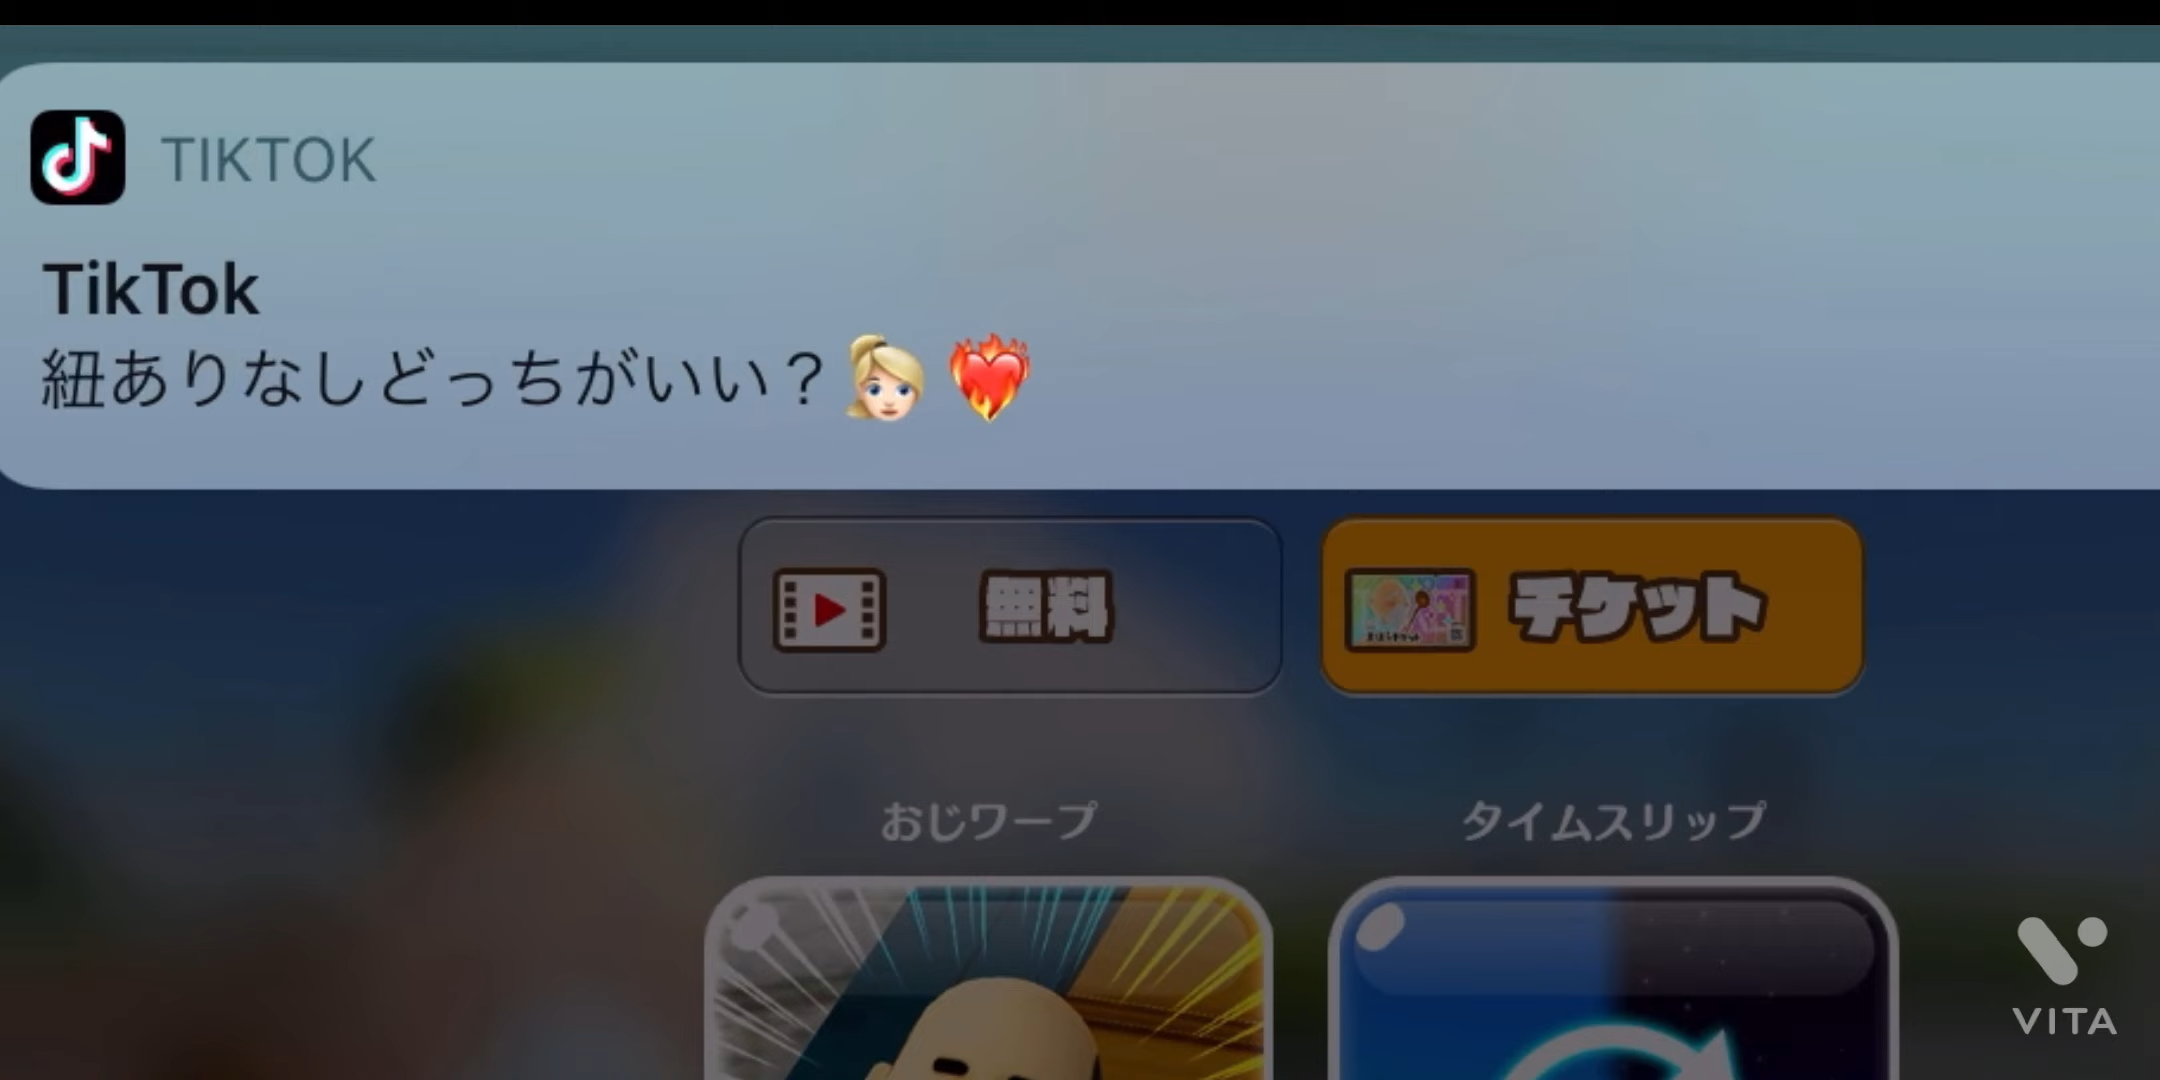 TIKTOK
TikTok
紐ありなしどっちがいい？👱🏻‍♀️ ❤️‍🔥
無料 チケット
おじワープ タイムスリップ
VITA